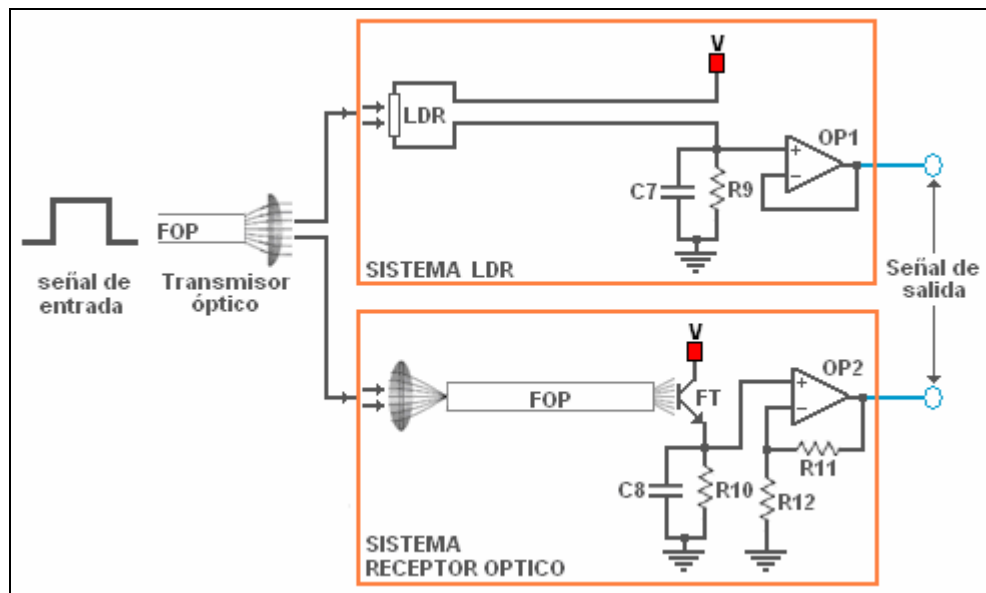 V
LDR
OP1
C7
R9
SISTEMA LDR
FOP
señal de
entrada
Transmisor
óptico
Señal de
salida
V
OP2
FOP
FT
C8
R10
R11
R12
SISTEMA
RECEPTOR OPTICO